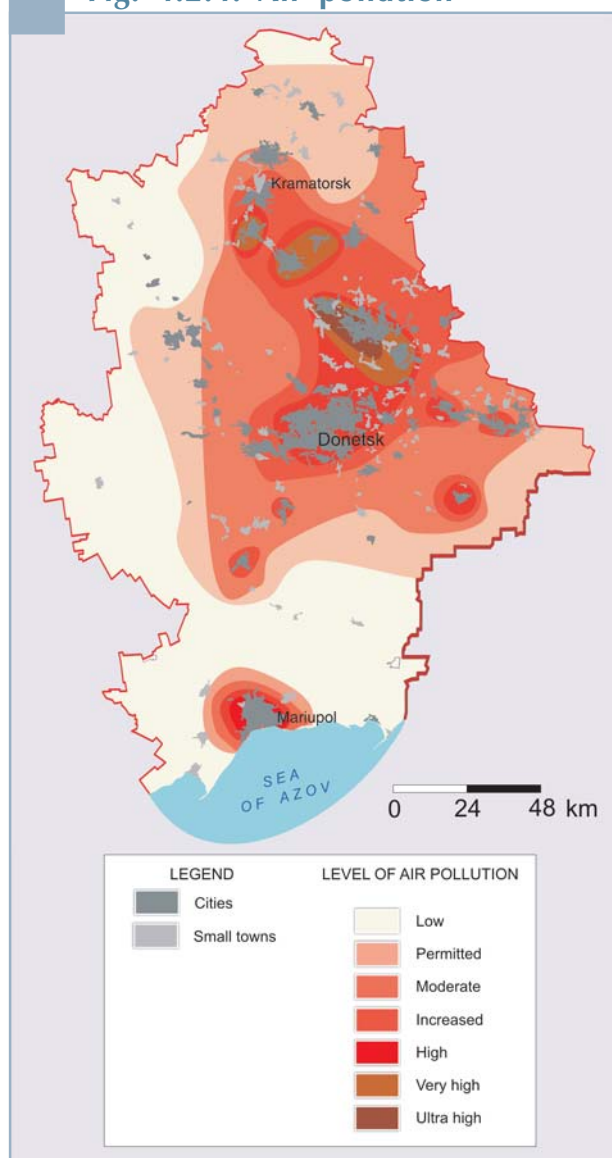 Kramatorsk
Donetsk
Mariupol
SEA
OF AZOV
0 24 48 km
LEGEND
Cities
Small towns
LEVEL OF AIR POLLUTION
Low
Permitted
Moderate
Increased
High
Very high
Ultra high